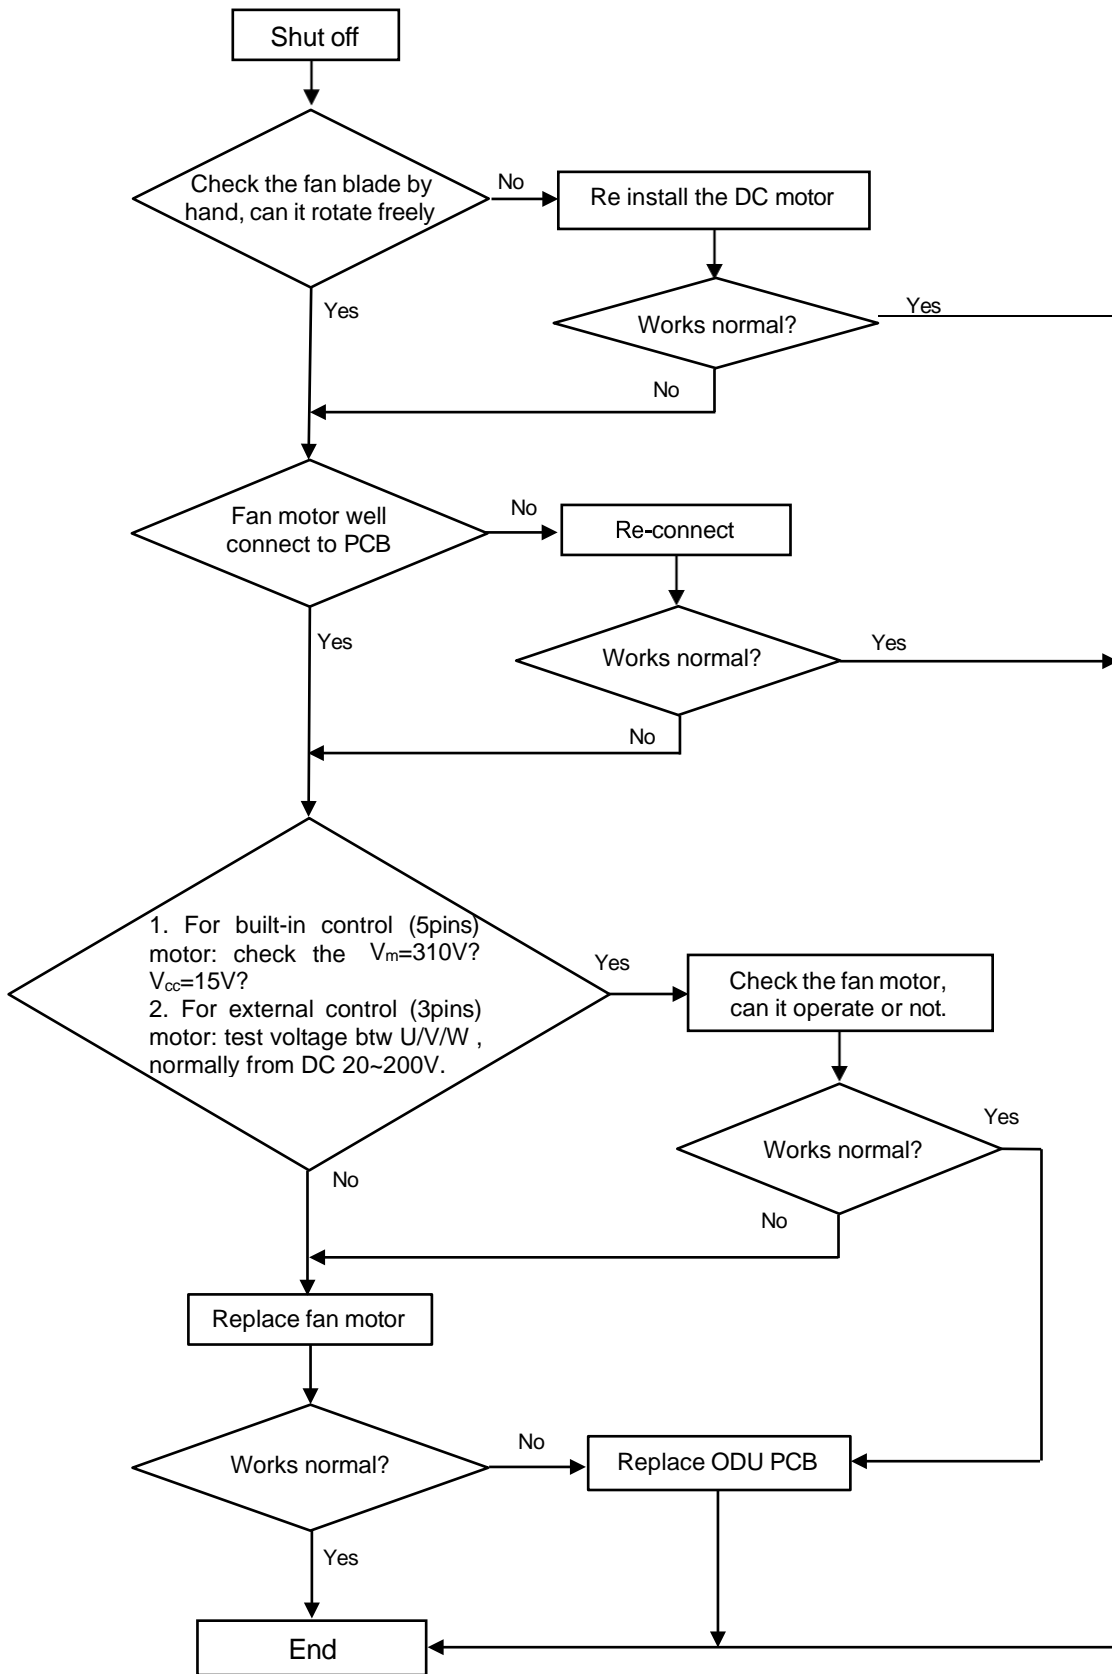 Shut off
Check the fan blade by
hand, can it rotate freely
No
Re install the DC motor
Yes
Works normal?
Yes
No
Fan motor well
connect to PCB
No
Re-connect
Yes
Works normal?
Yes
No
1. For built-in control (5pins)
motor: check the Vm=310V?
Vcc=15V?
2. For external control (3pins)
motor: test voltage btw U/V/W ,
normally from DC 20~200V.
Yes
Check the fan motor,
can it operate or not.
Works normal?
Yes
No
No
Replace fan motor
Works normal?
No
Replace ODU PCB
Yes
End